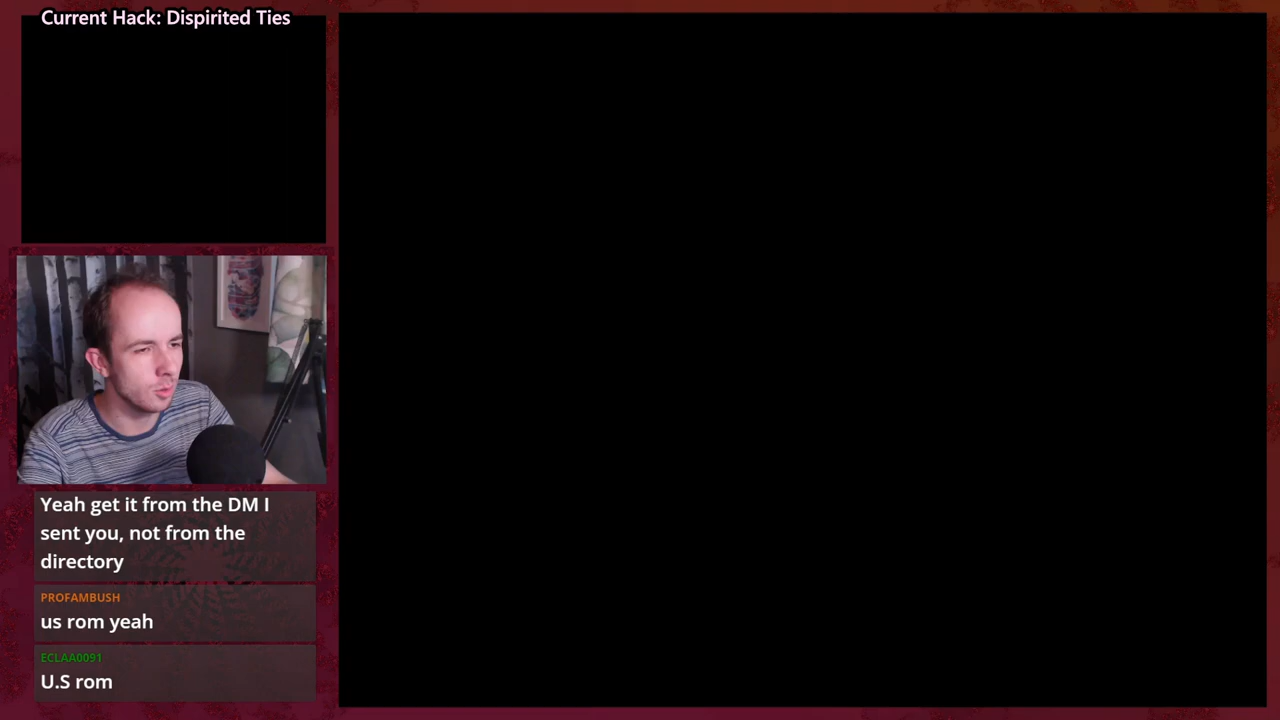 Current Hack: Dispirited Ties
Yeah get it from the DM I
sent you, not from the
directory
PROFAMBUSH
us rom yeah
ECLAA0091
U.S rom